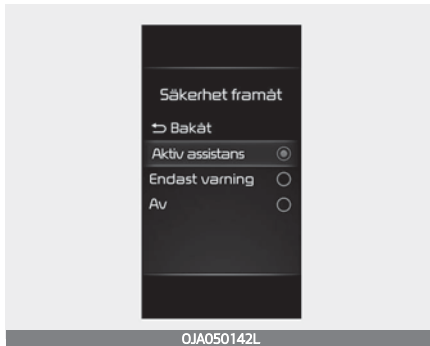 Säkerhet framåt
Bakåt
Aktiv assistans
Endast varning
Av
OJA050142L